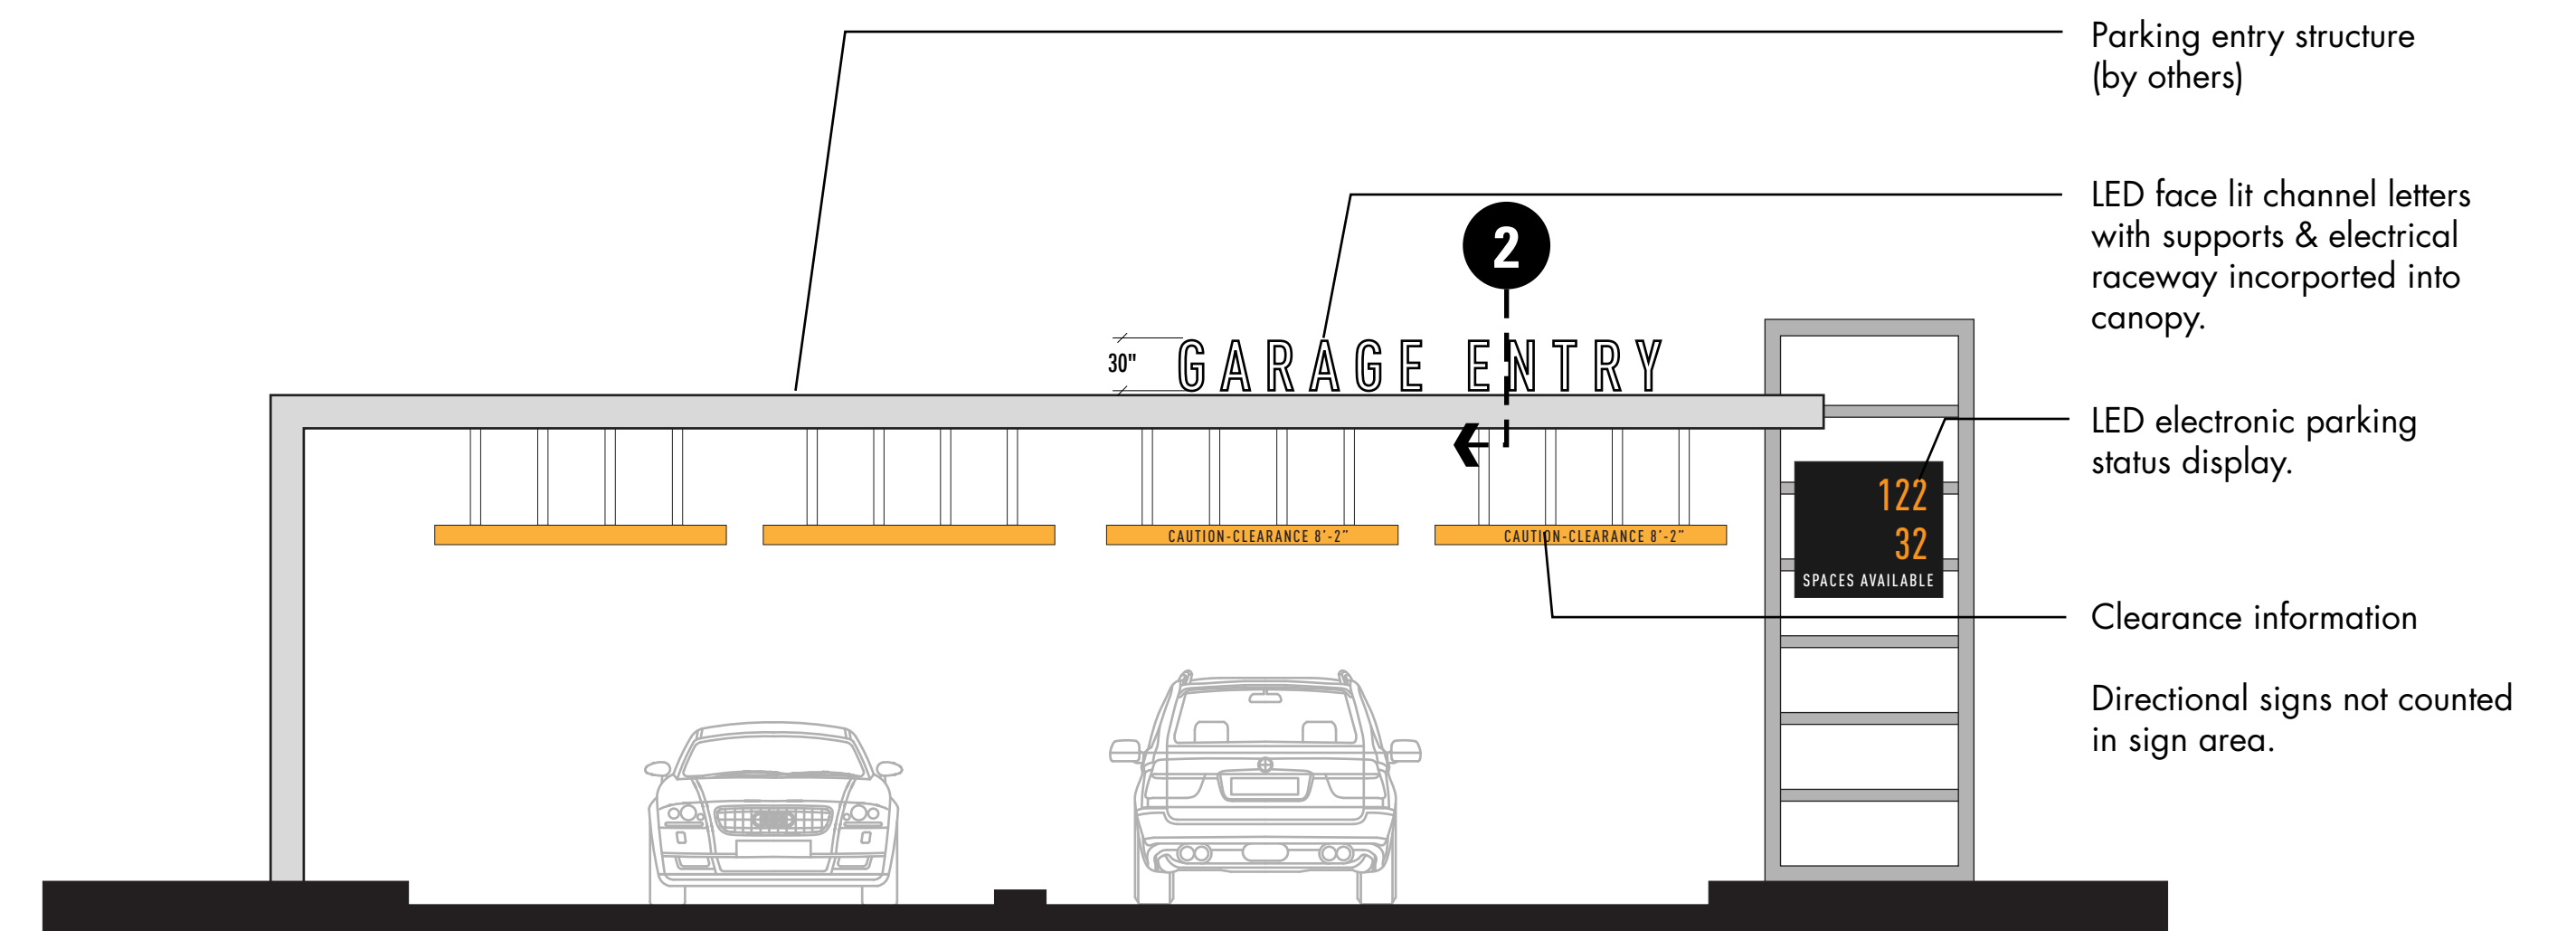 Parking entry structure
(by others)
LED face lit channel letters
with supports & electrical
raceway incorported into
canopy.
2
30"
GARAGE ENTRY
LED electronic parking
status display.
122
32
SPACES AVAILABLE
CAUTION-CLEARANCE 8'-2"
CAUTION-CLEARANCE 8'-2"
Clearance information
Directional signs not counted
in sign area.